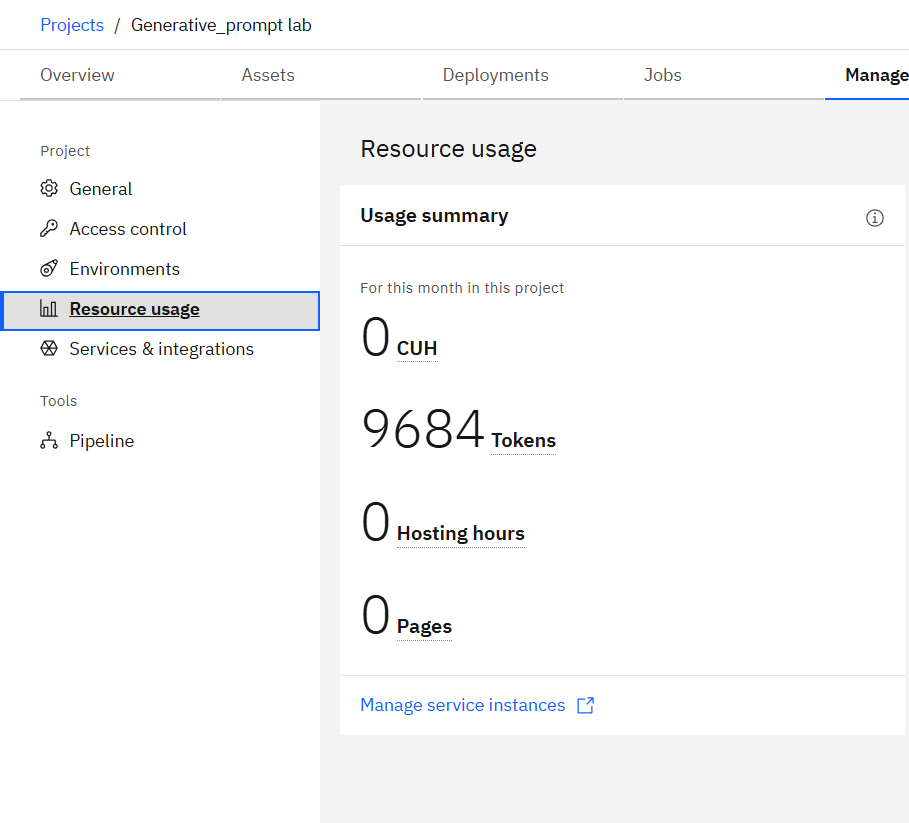 Projects / Generative_prompt lab
Overview Assets Deployments Jobs Manage
Project
General
Access control
Environments
Resource usage
Services & integrations
Tools
Pipeline
Resource usage
Usage summary
For this month in this project
0 CUH
9684 Tokens
0 Hosting hours
0 Pages
Manage service instances